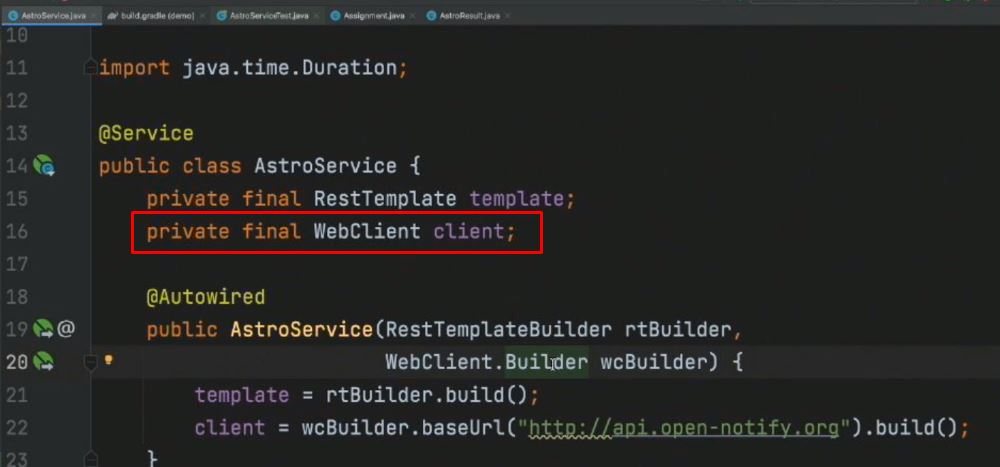 AstroService.java build.gradle (demo) AstroServiceTest.java Assignment.java AstroResult.java
10
11 import java.time.Duration;
12
13 @Service
14 public class AstroService {
15 private final RestTemplate template;
16 private final WebClient client;
17
18 @Autowired
19 @ public AstroService(RestTemplateBuilder rtBuilder,
20 WebClient.Builder wcBuilder) {
21 template = rtBuilder.build();
22 client = wcBuilder.baseUrl("http://api.open-notify.org").build();
23 }